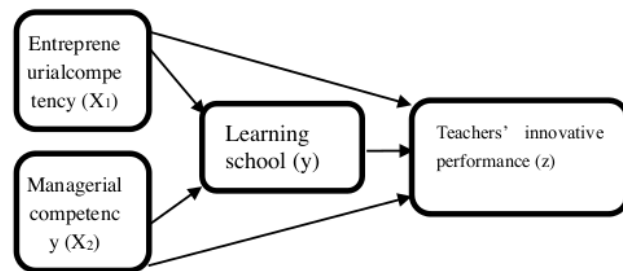 Entreprene
urialcompe
tency (X₁)
Learning
school (y)
Teachers' innovative
performance (z)
Managerial
competenc
y (X₂)